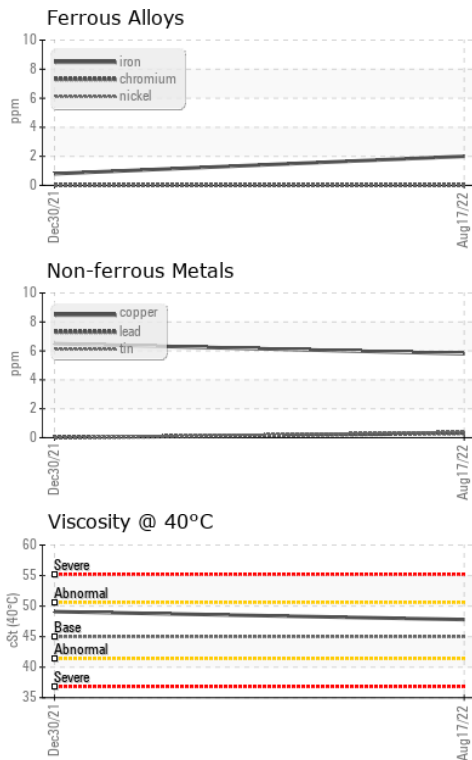 Ferrous Alloys
10
8
6
4
2
0
ppm
iron
chromium
nickel
Dec30/21
Aug17/22
Non-ferrous Metals
10
8
6
4
2
0
ppm
copper
lead
tin
Dec30/21
Aug17/22
Viscosity @ 40°C
60
55
50
45
40
35
cSt (40°C)
Severe
Abnormal
Base
Abnormal
Severe
Dec30/21
Aug17/22